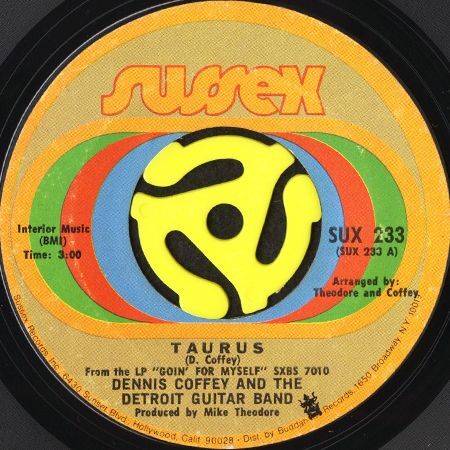 sussex
Interior Music
(BMI)
Time: 3:00
SUX 233
(SUX 233 A)
Arranged by:
Theodore and Coffey
TAURUS
(D. Coffey)
From the LP "GOIN' FOR MYSELF" SXBS 7010
DENNIS COFFEY AND THE
DETROIT GUITAR BAND
Produced by Mike Theodore
Sussex Records Inc. 6430 Sunset Blvd., Hollywood, Calif. 90028 • Dist. by Buddah Records, 1650 Broadway NY, 10019